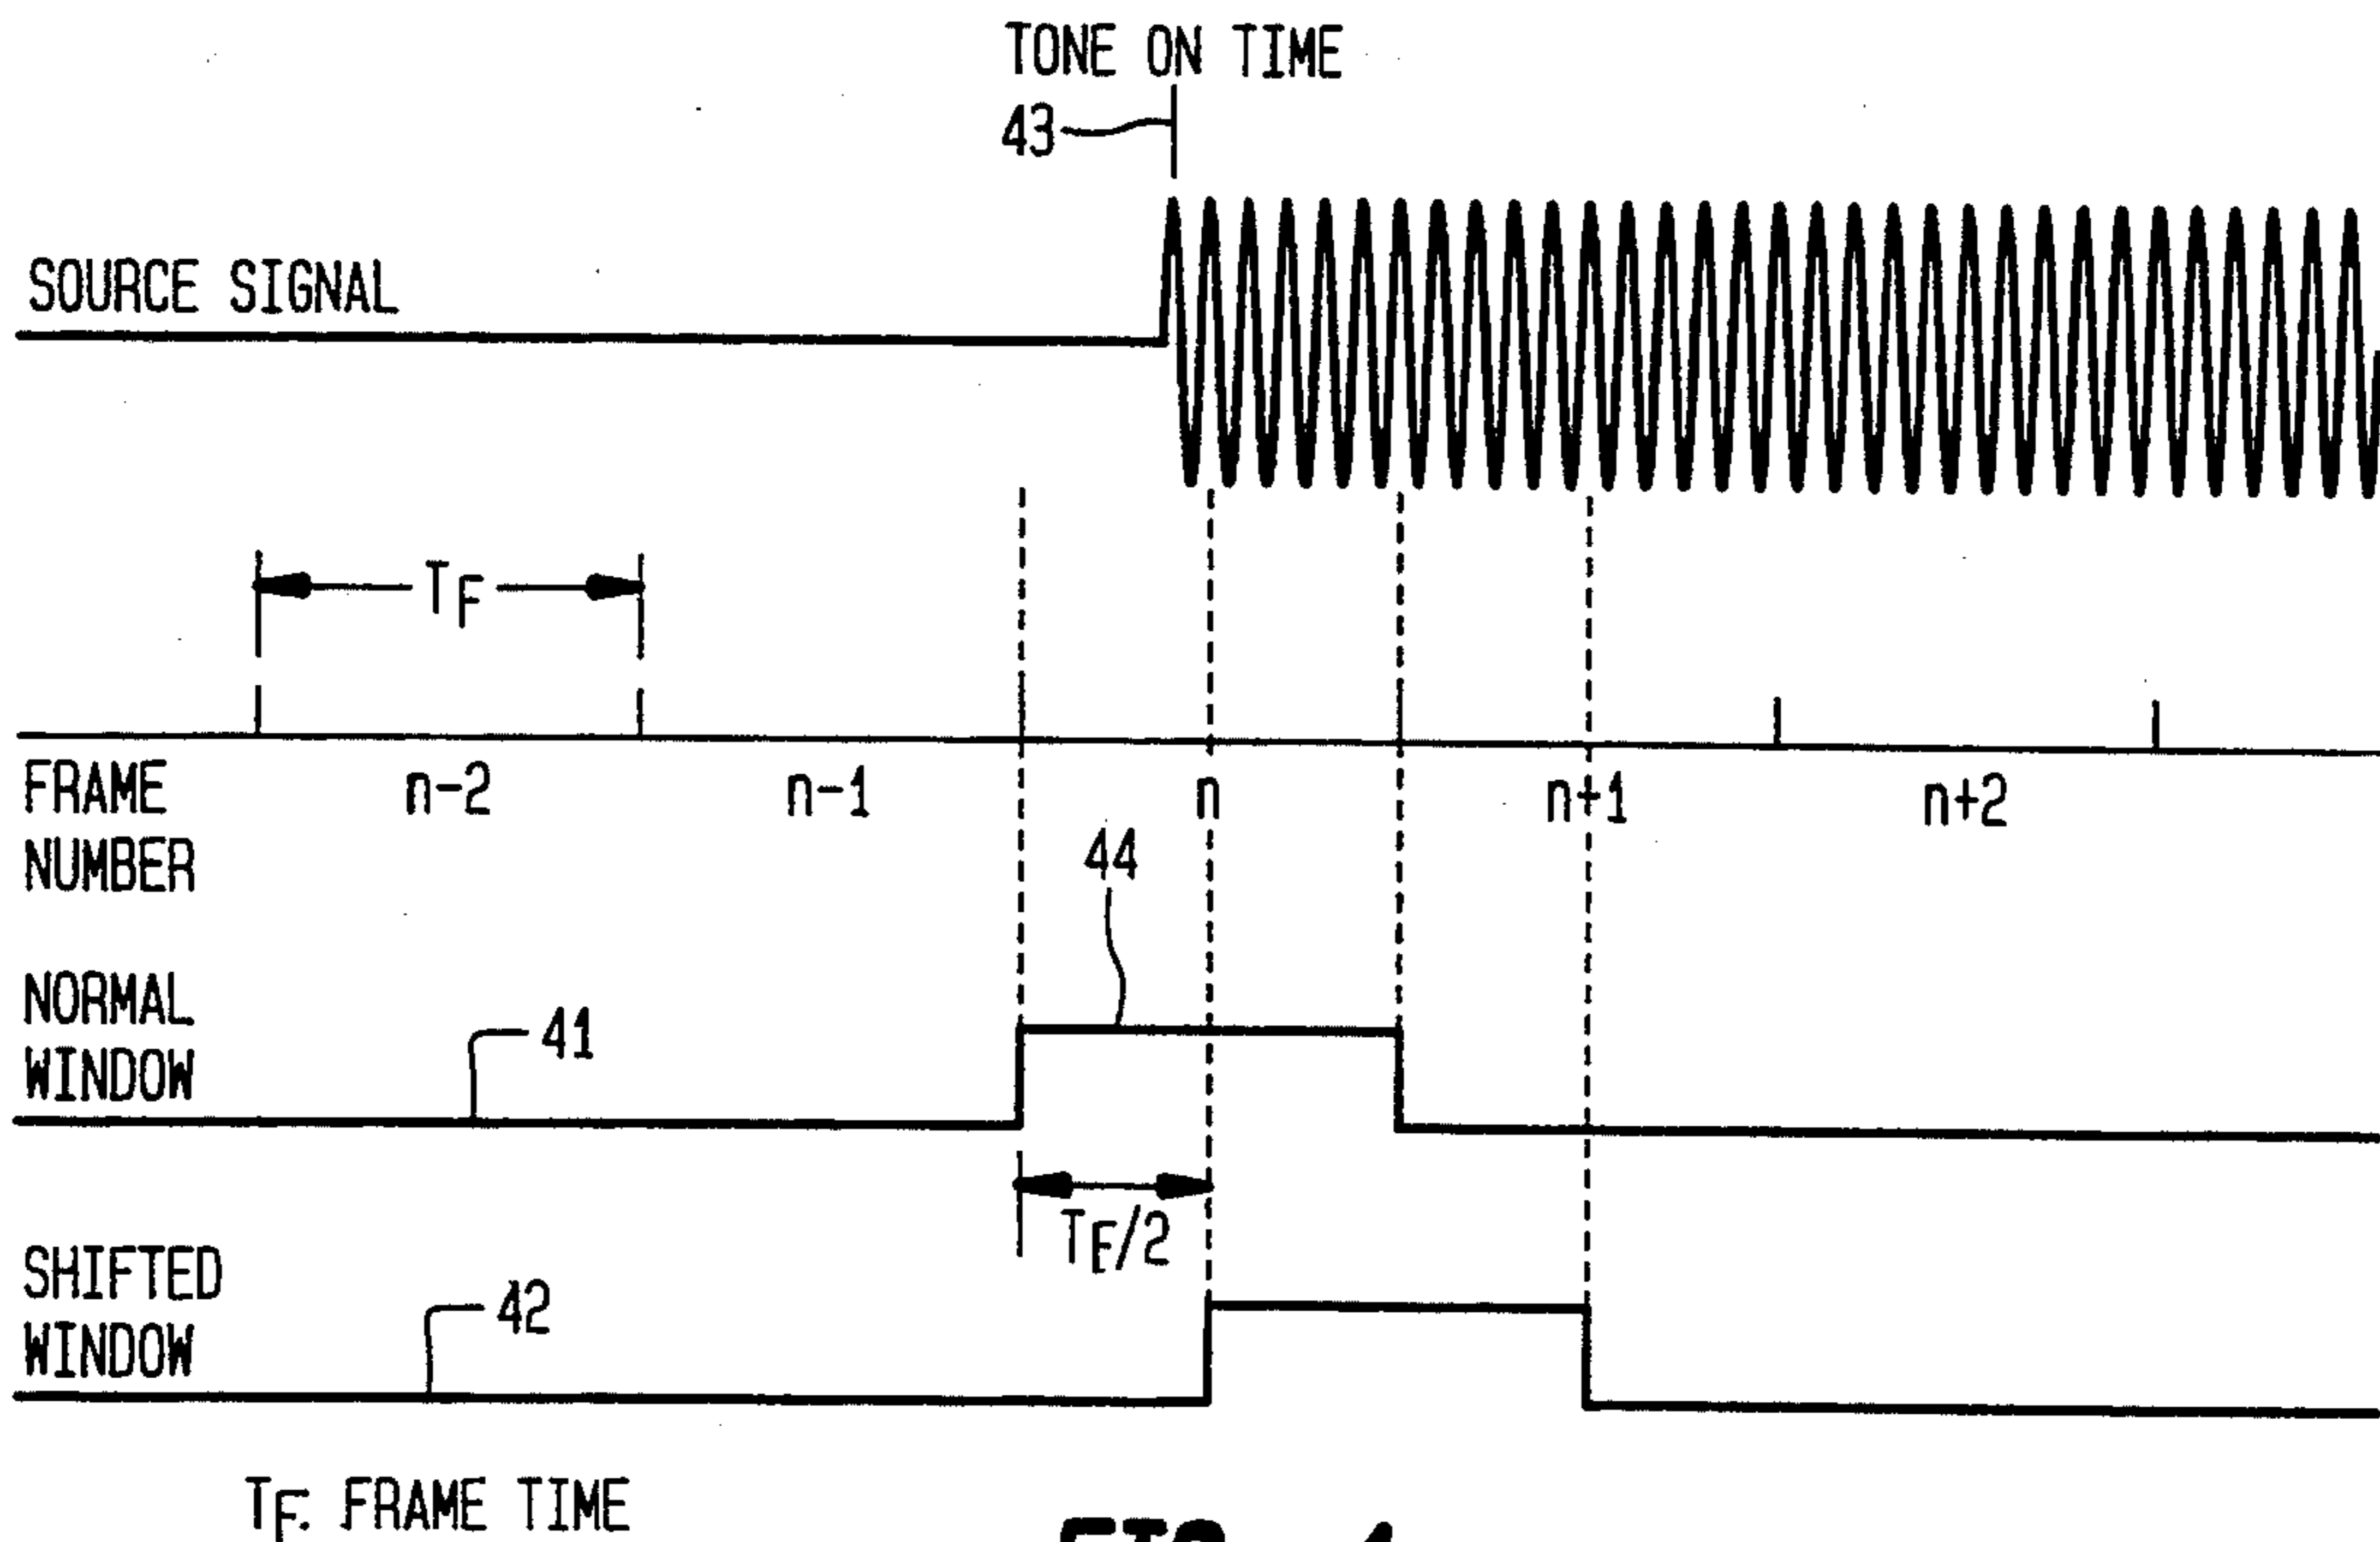 TONE ON TIME
43
SOURCE SIGNAL
TF
FRAME NUMBER
n-2
n-1
n
n+1
n+2
44
NORMAL WINDOW
41
TF/2
SHIFTED WINDOW
42
TF: FRAME TIME